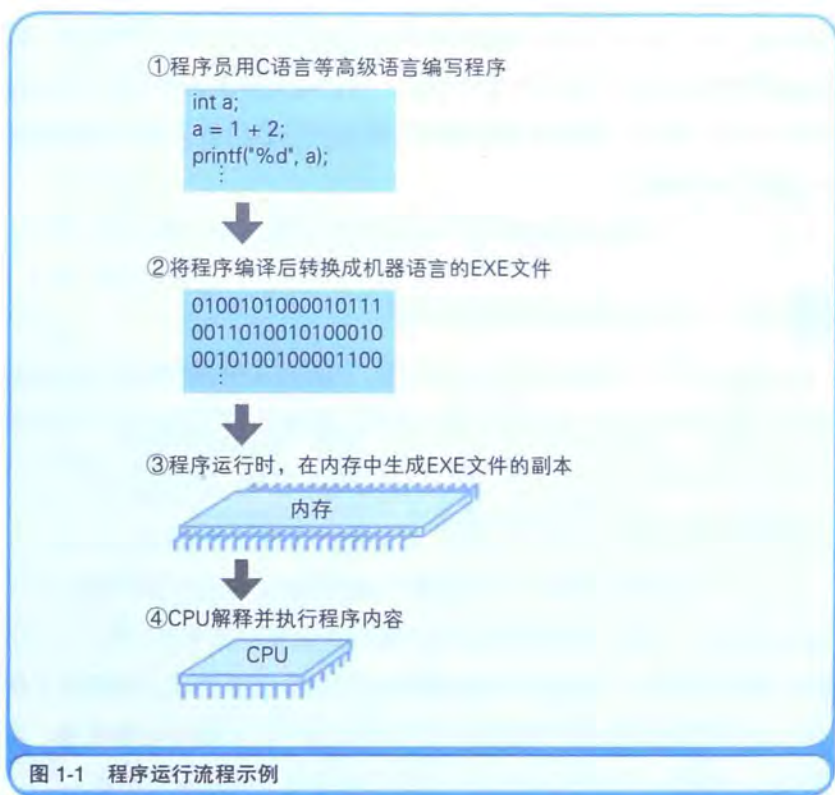 ①程序员用C语言等高级语言编写程序
int a;
a = 1 + 2;
printf("%d", a);
⋮
②将程序编译后转换成机器语言的EXE文件
0100101000010111
0011010010100010
0010100100001100
⋮
③程序运行时，在内存中生成EXE文件的副本
内存
④CPU解释并执行程序内容
CPU
图 1-1 程序运行流程示例